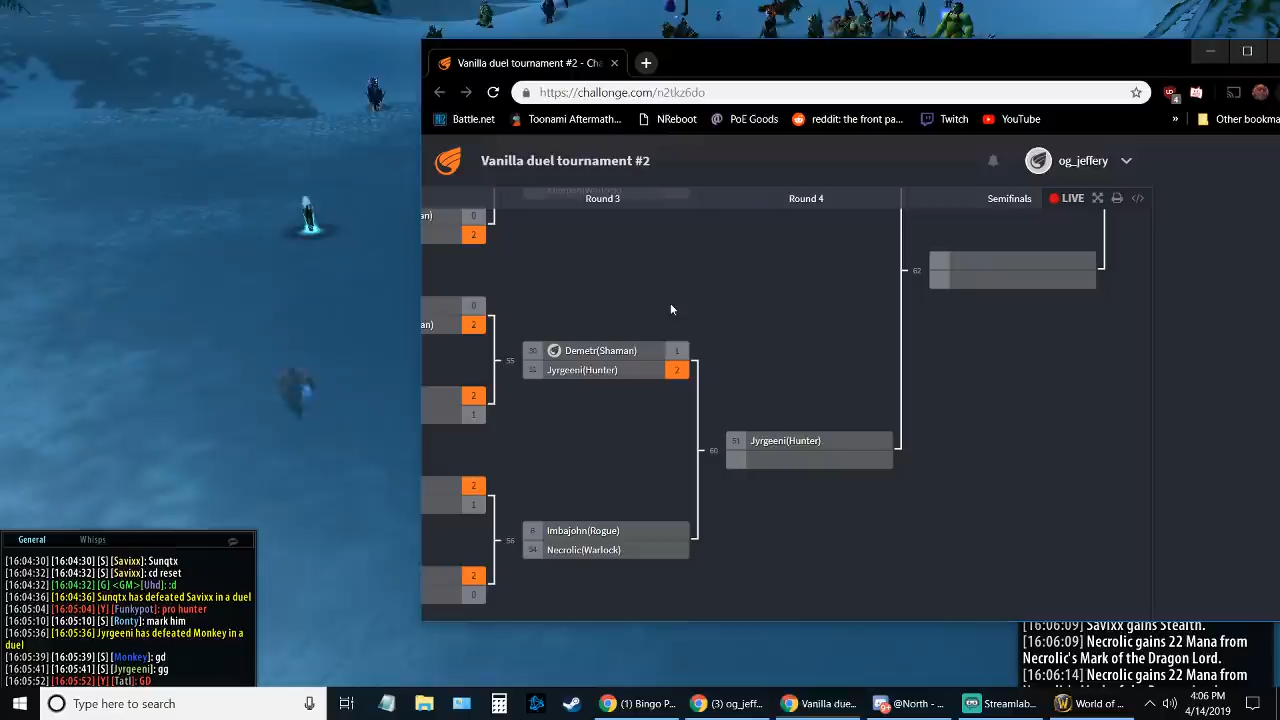 Vanilla duel tournament #2 - Cha
https://challonge.com/n2tkz6do
4
Battle.net Toonami Aftermath... NReboot PoE Goods reddit: the front pa... Twitch YouTube » Other bookma
Vanilla duel tournament #2
og_jeffery
Round 3 Round 4 Semifinals LIVE
an) 0
2
62
0
an) 2
55
30 Demetr(Shaman) 1
Jyrgeeni(Hunter) 2
2
1
51 Jyrgeeni(Hunter)
60
2
1
6 Imbajohn(Rogue)
56
54 Necrolic(Warlock)
2
0
General Whisps
[16:04:30] [16:04:30] [S] [Savixx]: Sunqtx
[16:04:32] [16:04:32] [S] [Savixx]: cd reset
[16:04:32] [16:04:32] [G] <GM>[Uhd]: :d
[16:04:36] [16:04:36] Sunqtx has defeated Savixx in a duel
[16:05:04] [16:05:04] [Y] [Funkypot]: pro hunter
[16:05:10] [16:05:10] [S] [Ronty]: mark him
[16:05:36] [16:05:36] Jyrgeeni has defeated Monkey in a
duel
[16:05:39] [16:05:39] [S] [Monkey]: gd
[16:05:41] [16:05:41] [S] [Jyrgeeni]: gg
[16:05:52] [16:05:52] [Y] [Tatl]: GD
[16:06:09] Savixx gains Stealth.
[16:06:09] Necrolic gains 22 Mana from
Necrolic's Mark of the Dragon Lord.
[16:06:14] Necrolic gains 22 Mana from
Type here to search
(1) Bingo P... (3) og_jeff... Vanilla due... @North - ... Streamlab... World of ...
4:06 PM
4/14/2019